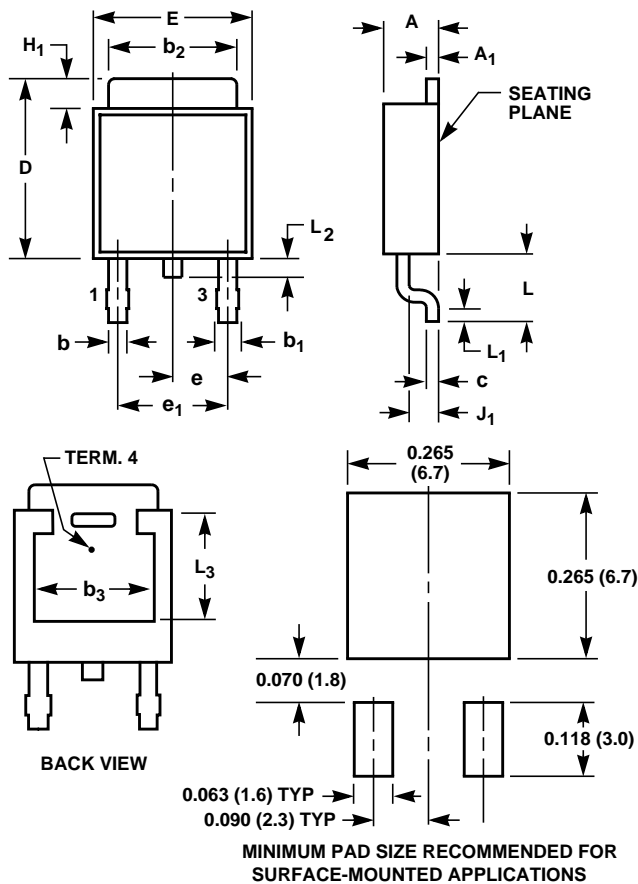 E
H1
b2
A
A1
SEATING
PLANE
D
L2
1
3
b
b1
e
e1
L
L1
c
J1
TERM. 4
b3
L3
BACK VIEW
0.265
(6.7)
0.265 (6.7)
0.070 (1.8)
0.118 (3.0)
0.063 (1.6) TYP
0.090 (2.3) TYP
MINIMUM PAD SIZE RECOMMENDED FOR
SURFACE-MOUNTED APPLICATIONS